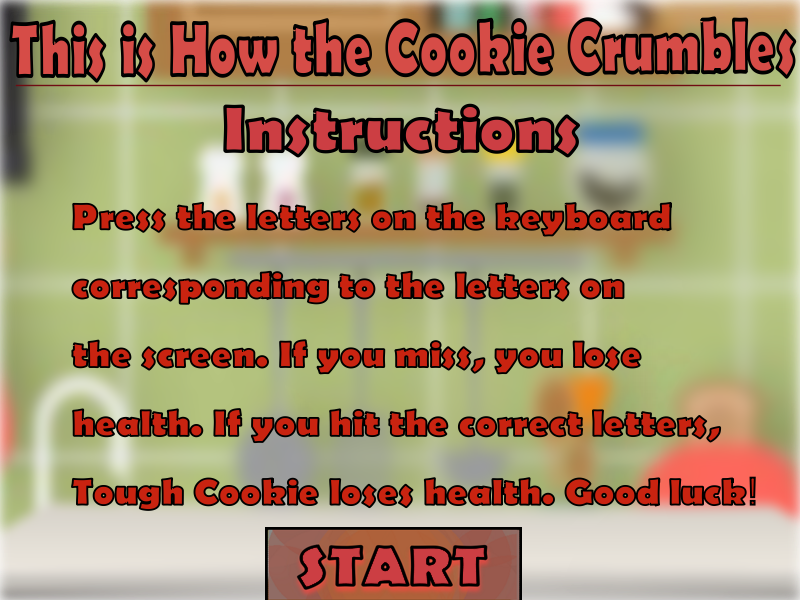 This is How the Cookie Crumbles
Instructions
Press the letters on the keyboard
corresponding to the letters on
the screen. If you miss, you lose
health. If you hit the correct letters,
Tough Cookie loses health. Good luck!
START